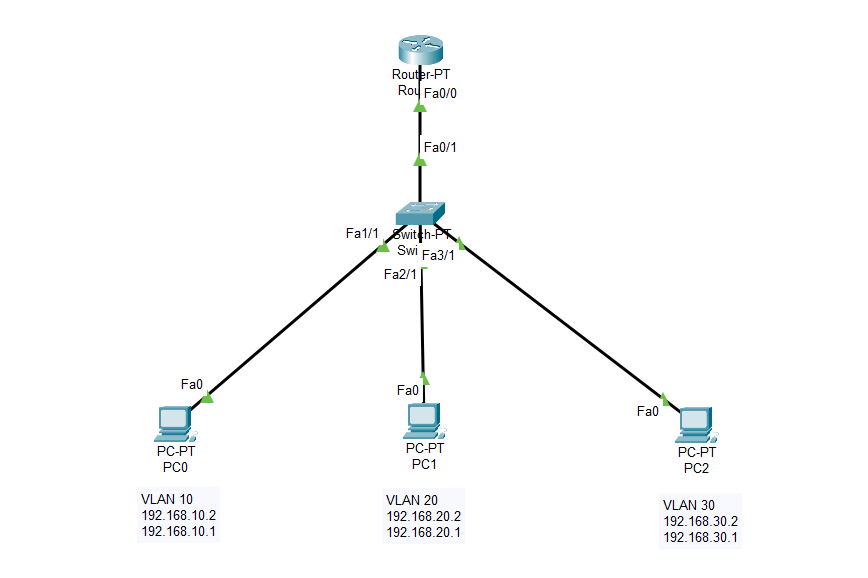 Router-PT
Rou
Fa0/0
Fa0/1
Fa1/1
Switch-PT
Swi
Fa3/1
Fa2/1
Fa0
Fa0
Fa0
PC-PT
PC0
PC-PT
PC1
PC-PT
PC2
VLAN 10
192.168.10.2
192.168.10.1
VLAN 20
192.168.20.2
192.168.20.1
VLAN 30
192.168.30.2
192.168.30.1